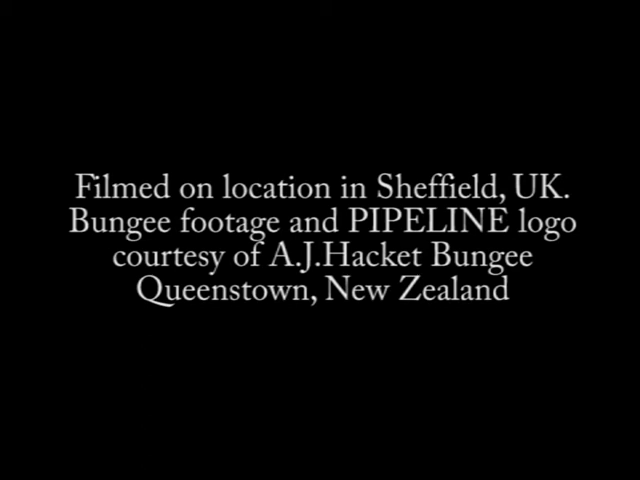 Filmed on location in Sheffield, UK.
Bungee footage and PIPELINE logo
courtesy of A.J.Hacket Bungee
Queenstown, New Zealand